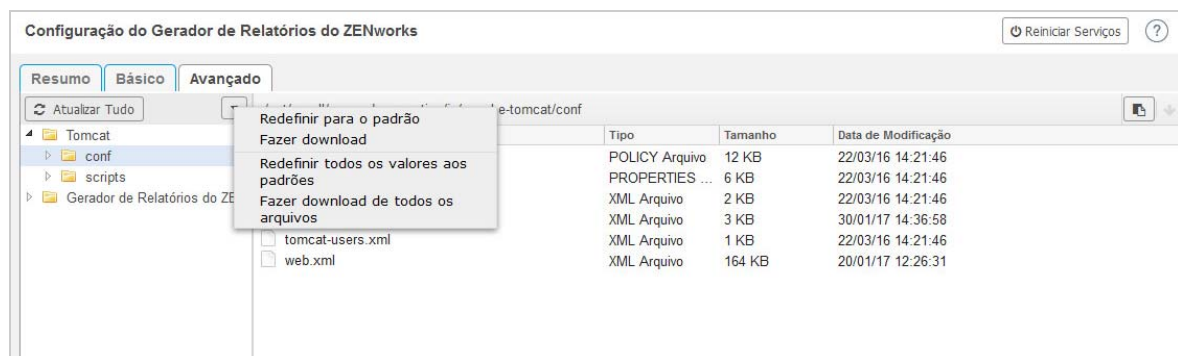 Configuração do Gerador de Relatórios do ZENworks
Reiniciar Serviços
?
Resumo
Básico
Avançado
Atualizar Tudo
e-tomcat/conf
Redefinir para o padrão
Fazer download
Redefinir todos os valores aos
padrões
Fazer download de todos os
arquivos
Tomcat
conf
scripts
Gerador de Relatórios do ZE
Tipo Tamanho Data de Modificação
POLICY Arquivo 12 KB 22/03/16 14:21:46
PROPERTIES ... 6 KB 22/03/16 14:21:46
XML Arquivo 2 KB 22/03/16 14:21:46
XML Arquivo 3 KB 30/01/17 14:36:58
tomcat-users.xml XML Arquivo 1 KB 22/03/16 14:21:46
web.xml XML Arquivo 164 KB 20/01/17 12:26:31